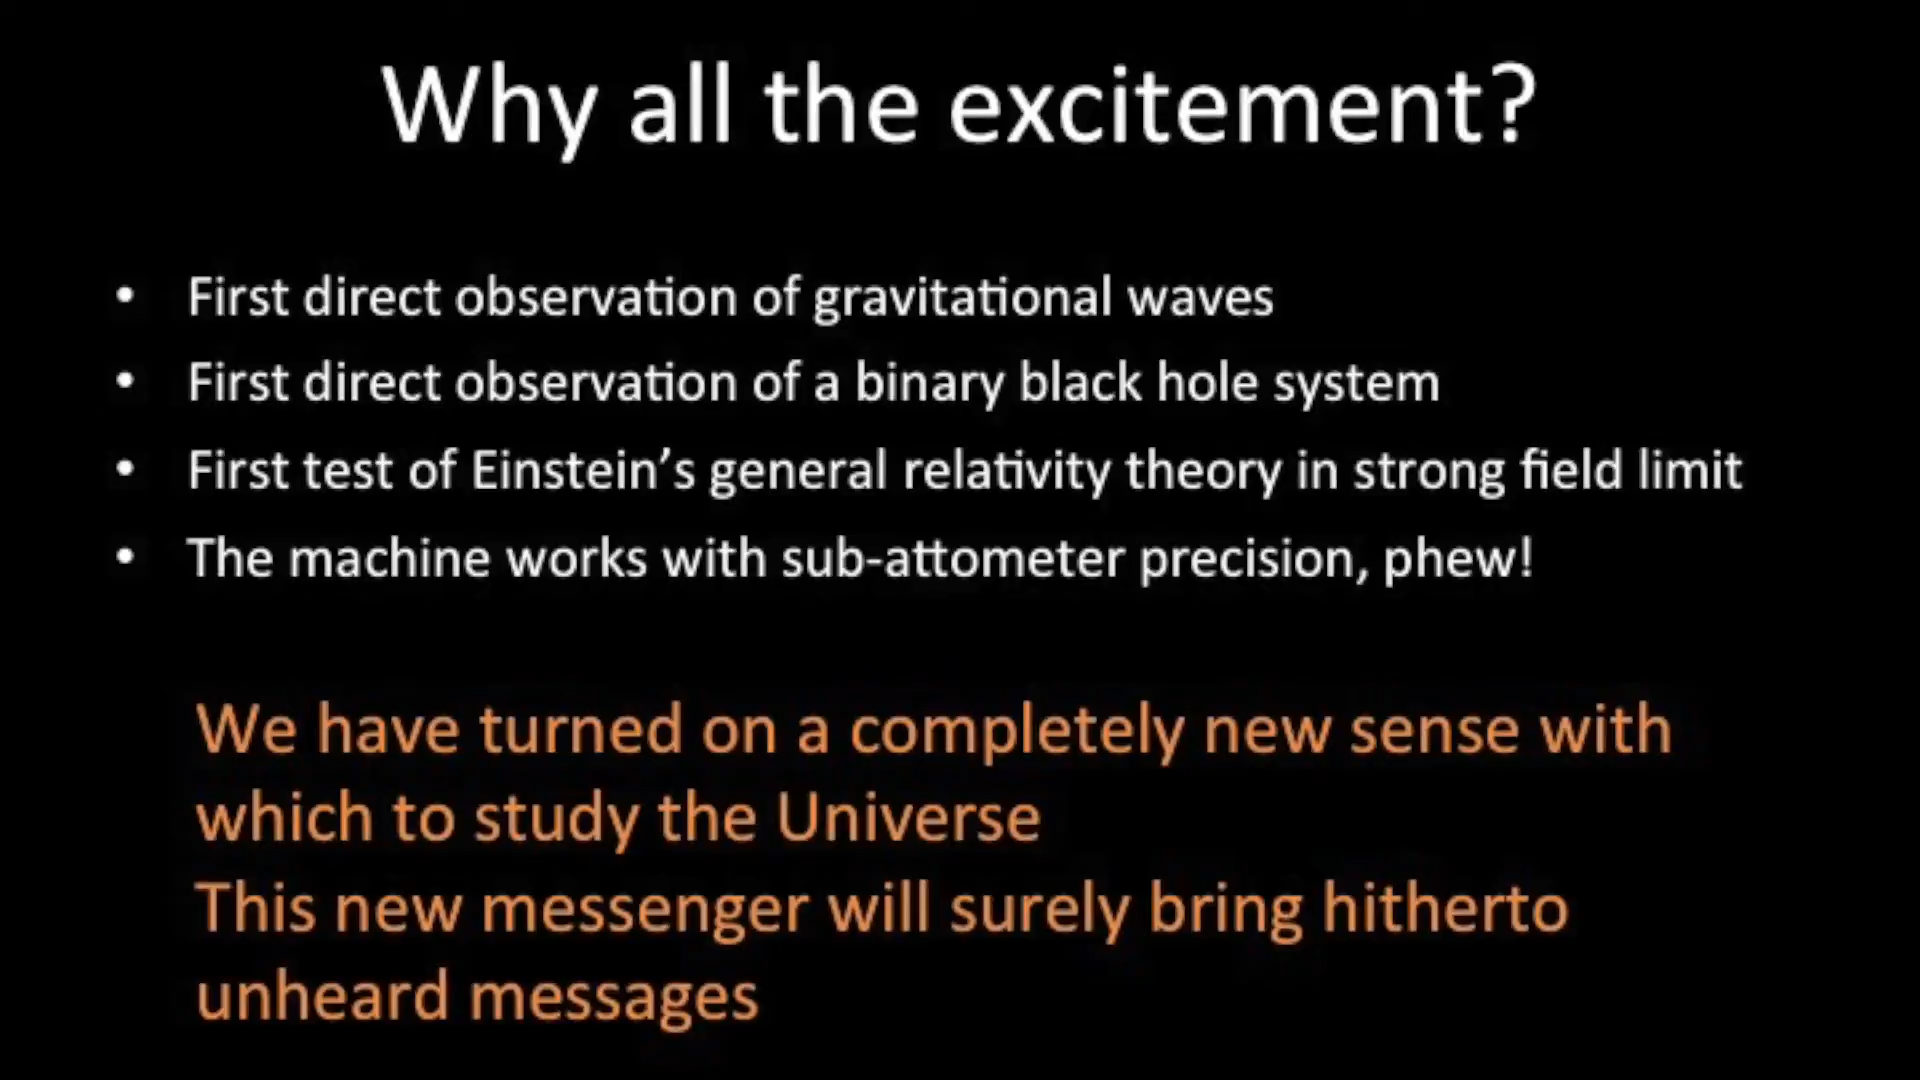 Why all the excitement?
• First direct observation of gravitational waves
• First direct observation of a binary black hole system
• First test of Einstein’s general relativity theory in strong field limit
• The machine works with sub-attometer precision, phew!
We have turned on a completely new sense with
which to study the Universe
This new messenger will surely bring hitherto
unheard messages